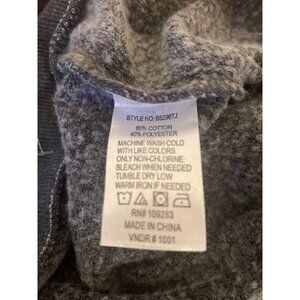 STYLE NO: B5296TJ
60% COTTON
40% POLYESTER
MACHINE WASH COLD
WITH LIKE COLORS
ONLY NON-CHLORINE
BLEACH WHEN NEEDED
TUMBLE DRY LOW
WARM IRON IF NEEDED
RN# 109283
MADE IN CHINA
VNDR # 1001